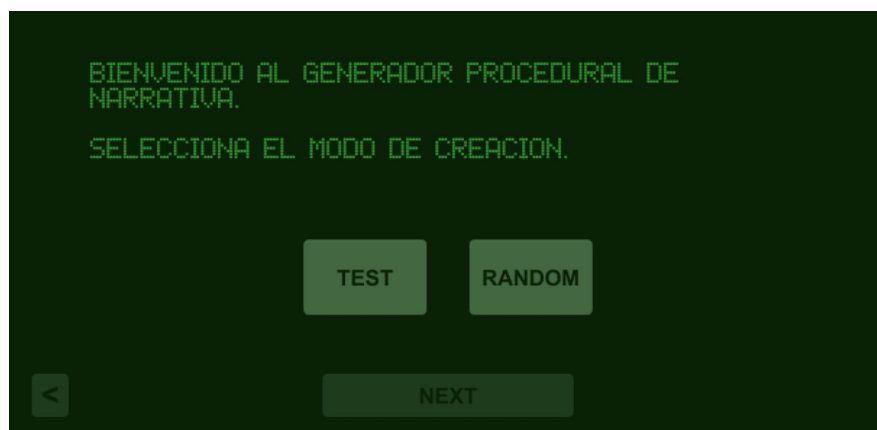 BIENVENIDO AL GENERADOR PROCEDURAL DE
NARRATIVA.
SELECCIONA EL MODO DE CREACION.
TEST RANDOM
< NEXT